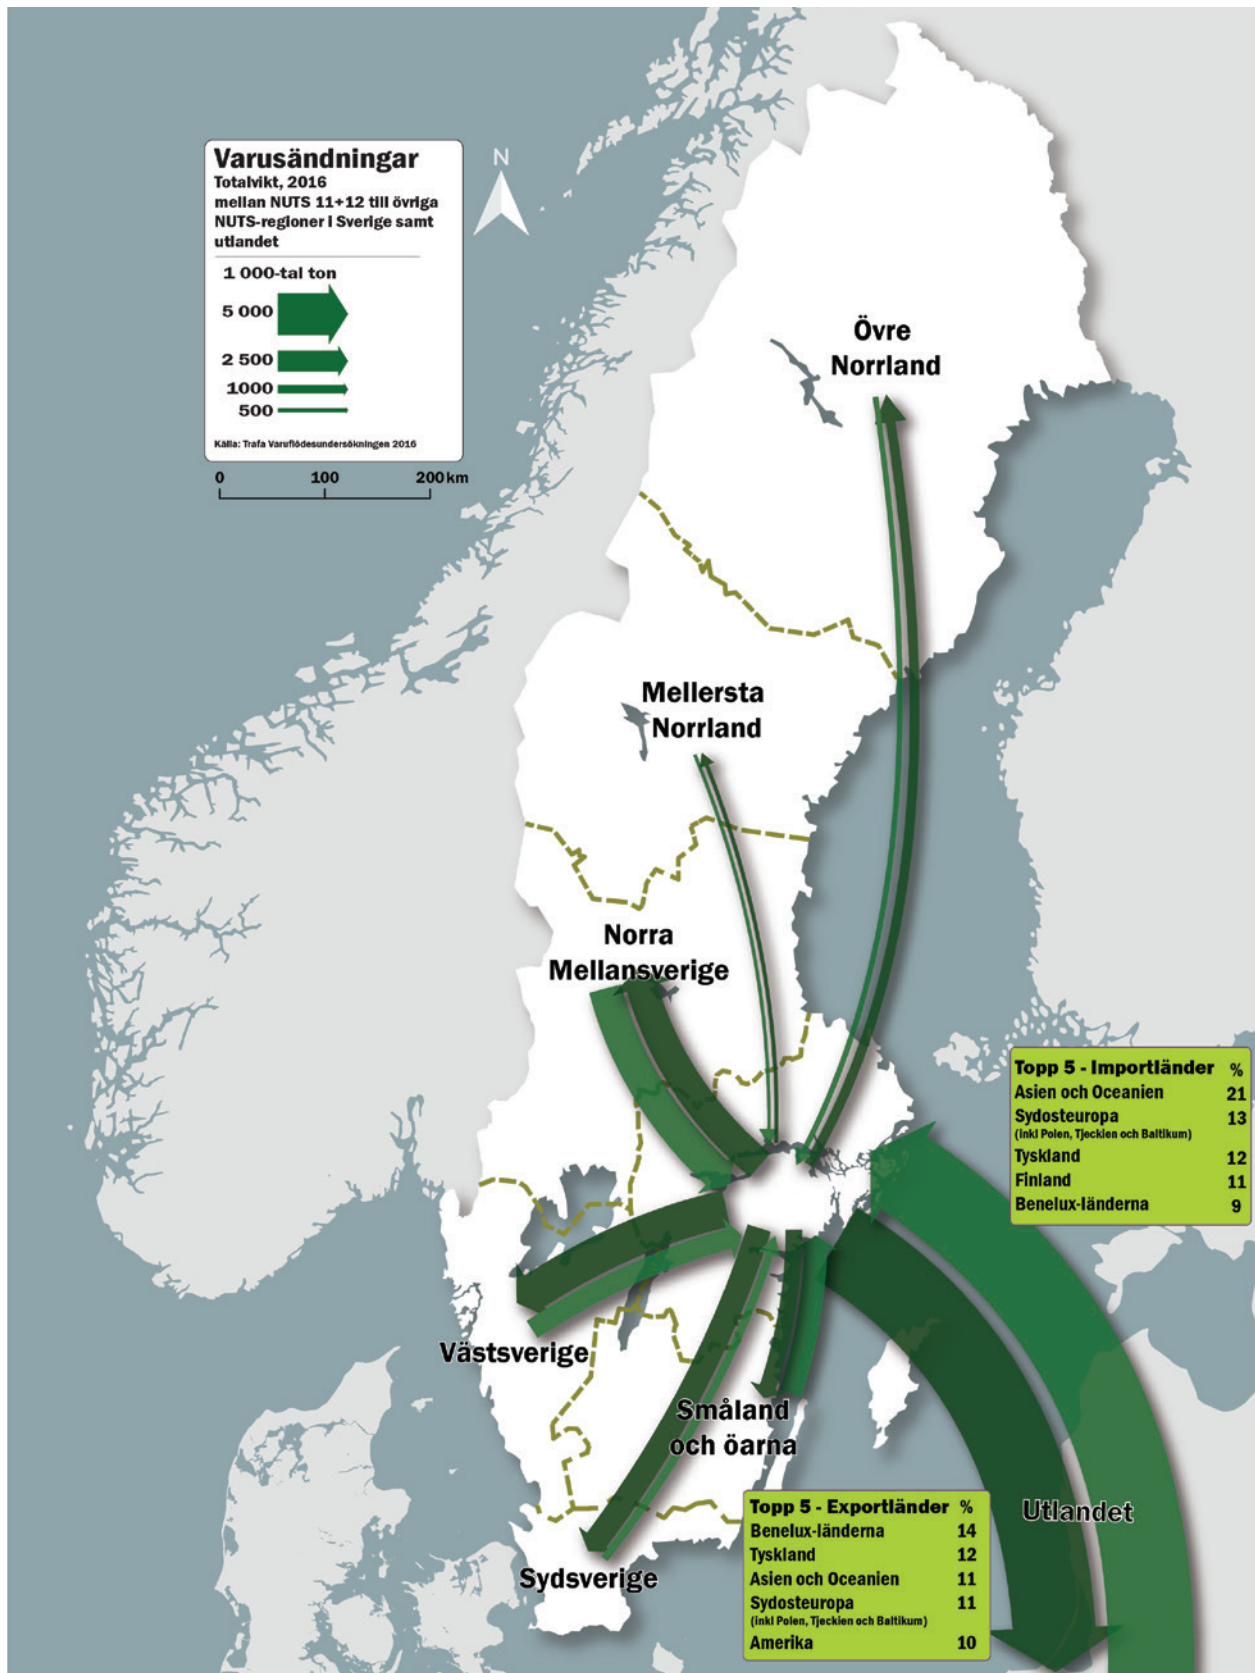 Varusändningar
Totalvikt, 2016
mellan NUTS 11+12 till övriga
NUTS-regioner i Sverige samt
utlandet
1 000-tal ton
5 000
2 500
1000
500
Källa: Trafa Varuflödesundersökningen 2016
N
0 100 200 km
Övre
Norrland
Mellersta
Norrland
Norra
Mellansverige
Västsverige
Småland
och öarna
Sydsverige
Utlandet
Topp 5 - Importländer %
Asien och Oceanien 21
Sydosteuropa 13
(inkl Polen, Tjeckien och Baltikum)
Tyskland 12
Finland 11
Benelux-länderna 9
Topp 5 - Exportländer %
Benelux-länderna 14
Tyskland 12
Asien och Oceanien 11
Sydosteuropa 11
(inkl Polen, Tjeckien och Baltikum)
Amerika 10